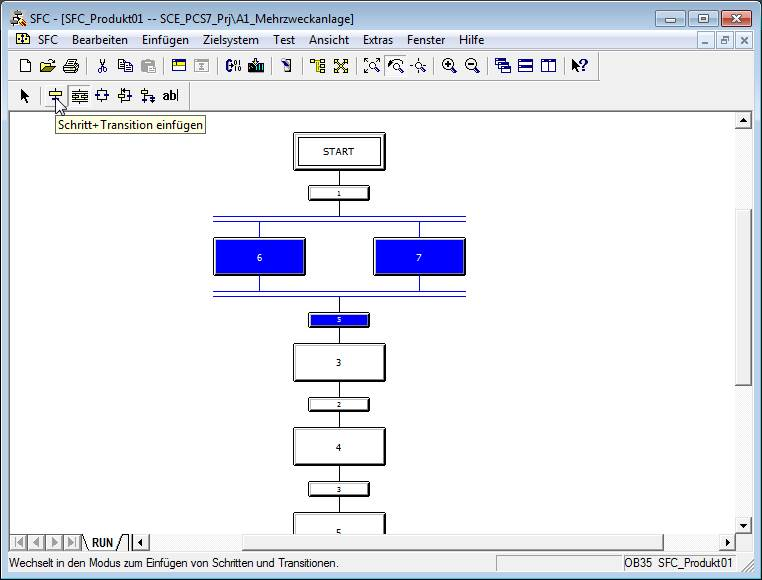 SFC - [SFC_Produkt01 -- SCE_PCS7_Prj\A1_Mehrzweckanlage]
SFC Bearbeiten Einfügen Zielsystem Test Ansicht Extras Fenster Hilfe
ab
Schritt+Transition einfügen
START
1
6 7
5
3
2
4
3
5
RUN
Wechselt in den Modus zum Einfügen von Schritten und Transitionen. OB35 SFC_Produkt01